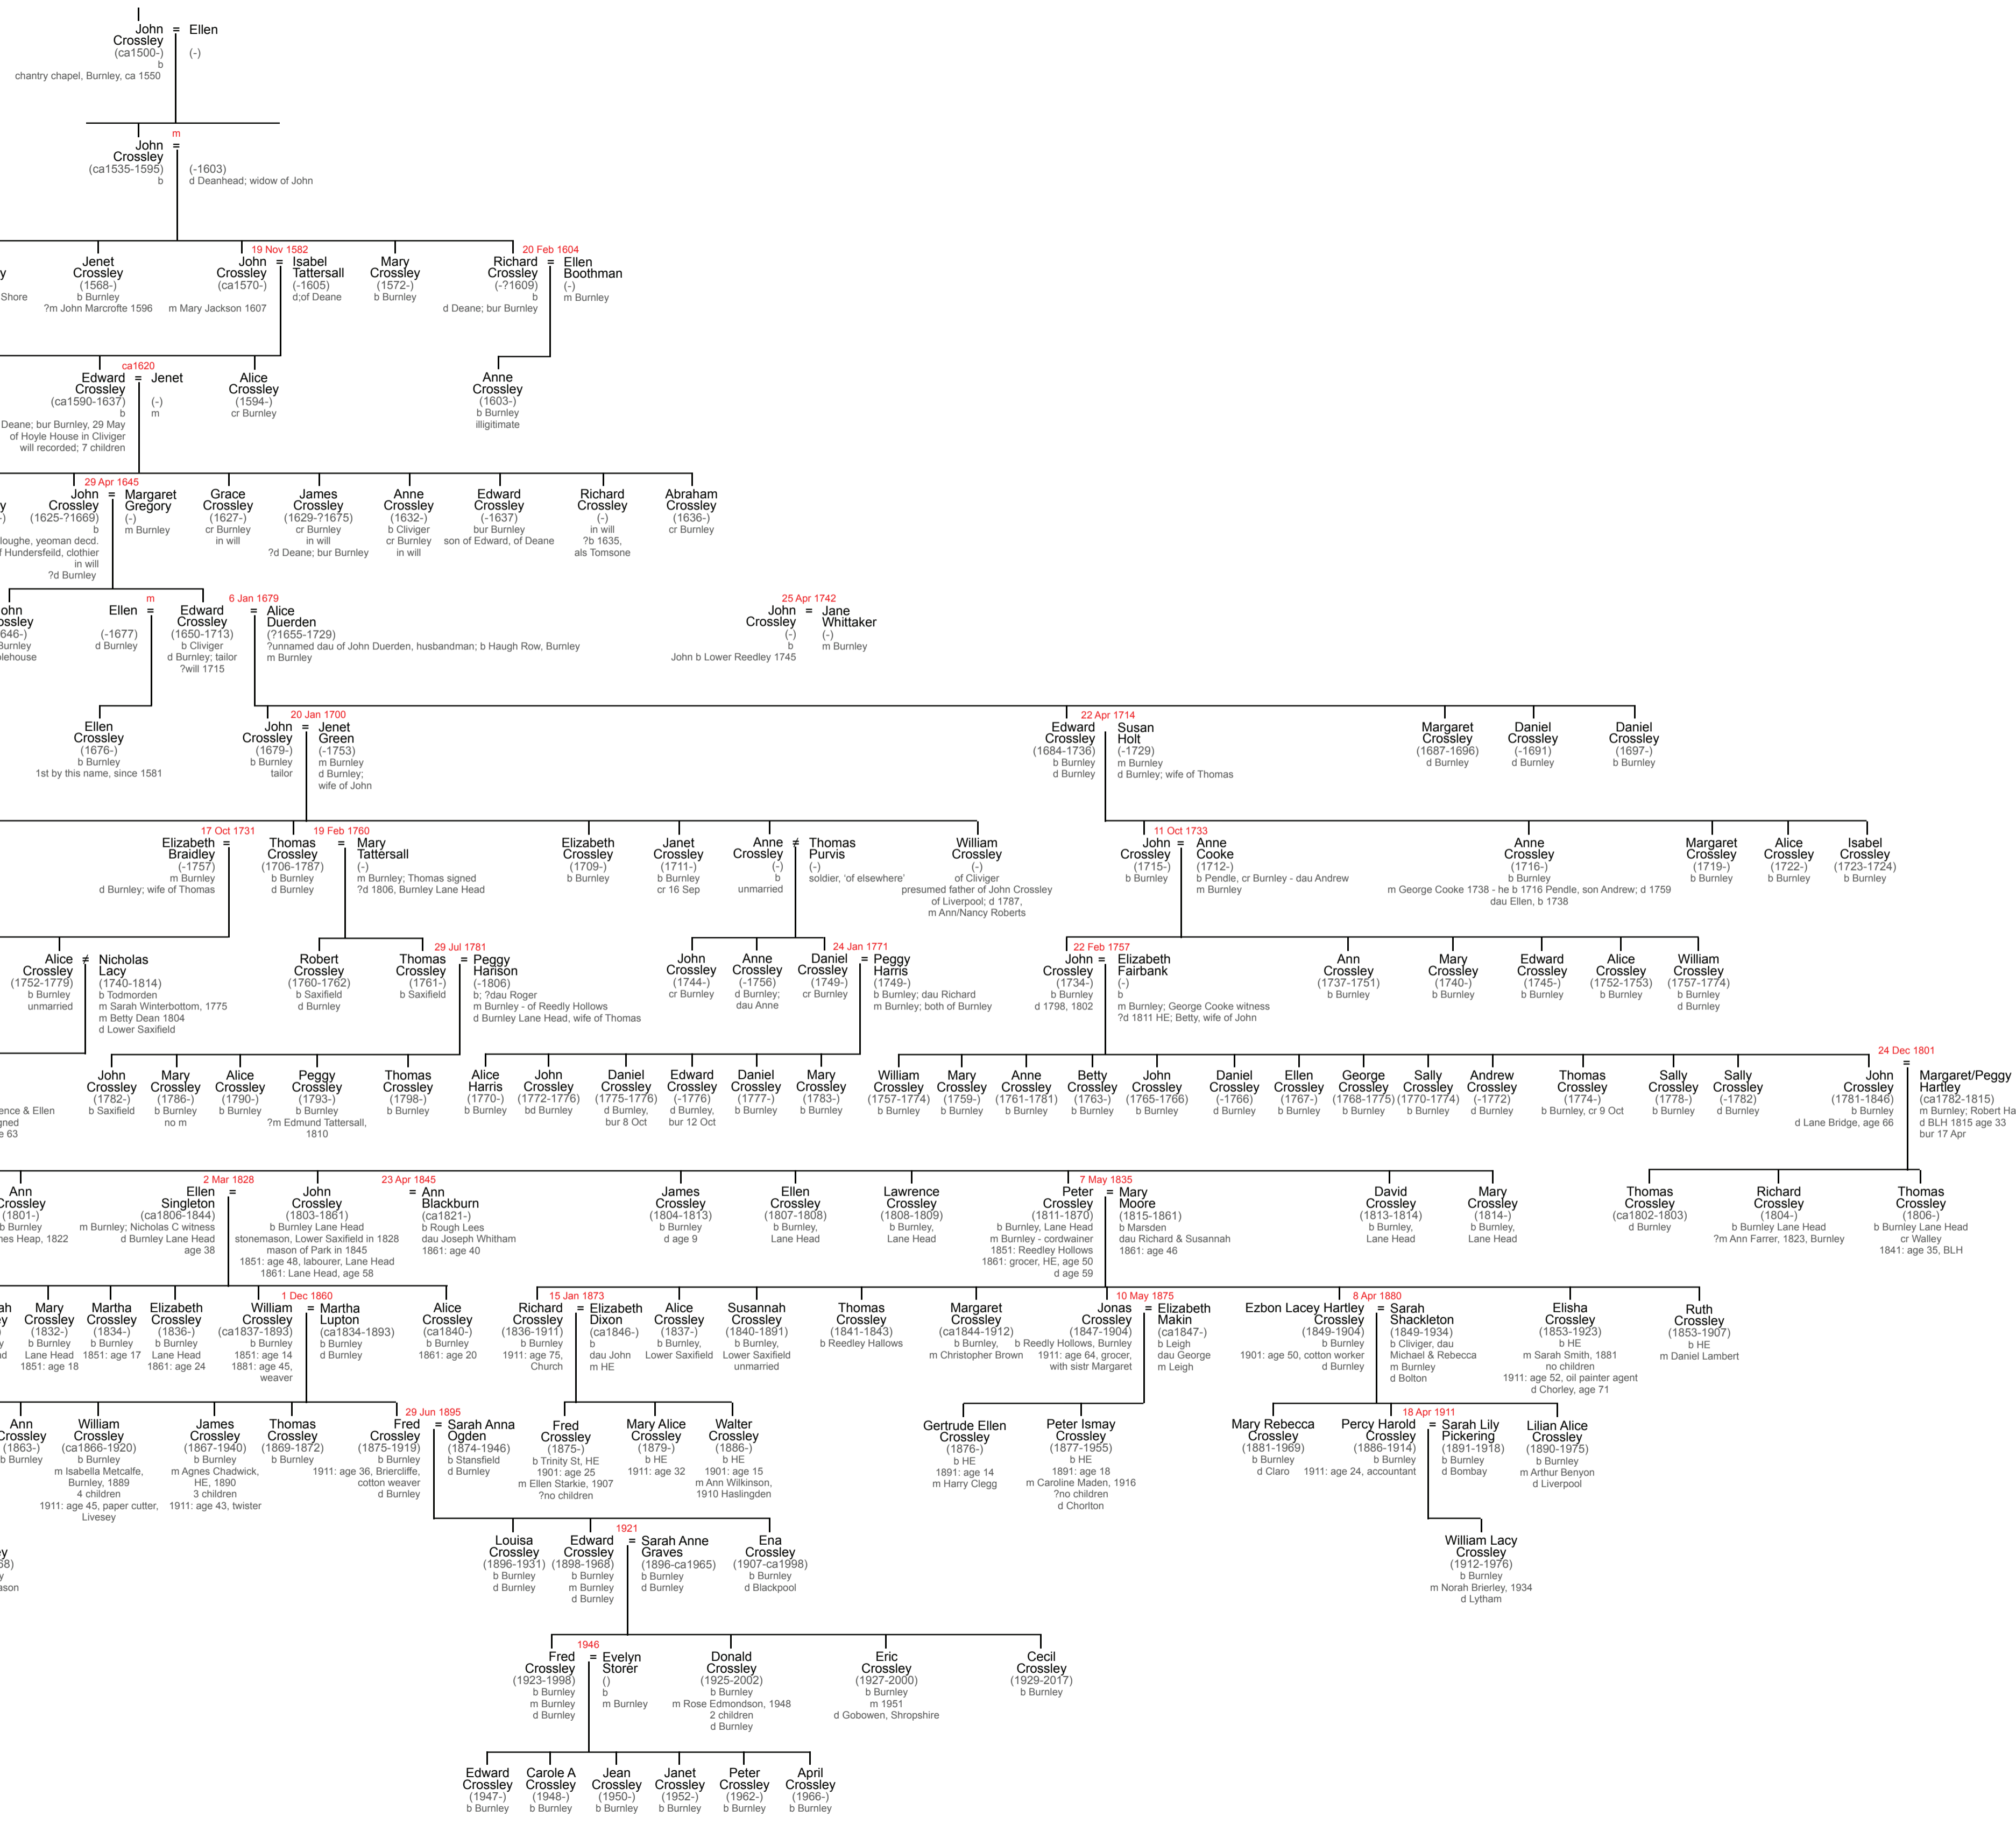 John = Ellen
Crossley
(ca1500-) (-)
b
chantry chapel, Burnley, ca 1550
m
John =
Crossley
(ca1535-1595) (-1603)
b d Deanhead; widow of John
y
Shore
Jenet
Crossley
(1568-)
b Burnley
?m John Marcrofte 1596
19 Nov 1582
John = Isabel
Crossley Tattersall
(ca1570-) (-1605)
d;of Deane
m Mary Jackson 1607
Mary
Crossley
(1572-)
b Burnley
20 Feb 1604
Richard = Ellen
Crossley Boothman
(-?1609) (-)
b m Burnley
d Deane; bur Burnley
ca1620
Edward = Jenet
Crossley
(ca1590-1637) (-)
b m
Deane; bur Burnley, 29 May
of Hoyle House in Cliviger
will recorded; 7 children
Alice
Crossley
(1594-)
cr Burnley
Anne
Crossley
(1603-)
b Burnley
illigitimate
y
-)
29 Apr 1645
John = Margaret
Crossley Gregory
(1625-?1669) (-)
b m Burnley
loughe, yeoman decd.
f Hundersfeild, clothier
in will
?d Burnley
Grace
Crossley
(1627-)
cr Burnley
in will
James
Crossley
(1629-?1675)
cr Burnley
in will
?d Deane; bur Burnley
Anne
Crossley
(1632-)
b Cliviger
cr Burnley
in will
Edward
Crossley
(-1637)
bur Burnley
son of Edward, of Deane
Richard
Crossley
(-)
in will
?b 1635,
als Tomsone
Abraham
Crossley
(1636-)
cr Burnley
ohn
ossley
646-)
Burnley
lehouse
m
Ellen =
(-1677)
d Burnley
Edward
Crossley
(1650-1713)
b Cliviger
d Burnley; tailor
?will 1715
6 Jan 1679
= Alice
Duerden
(?1655-1729)
?unnamed dau of John Duerden, husbandman; b Haugh Row, Burnley
m Burnley
25 Apr 1742
John = Jane
Crossley Whittaker
(-) (-)
b m Burnley
John b Lower Reedley 1745
Ellen
Crossley
(1676-)
b Burnley
1st by this name, since 1581
20 Jan 1700
John = Jenet
Crossley Green
(1679-) (-1753)
b Burnley m Burnley
tailor d Burnley;
wife of John
22 Apr 1714
Edward Susan
Crossley Holt
(1684-1736) (-1729)
b Burnley m Burnley
d Burnley d Burnley; wife of Thomas
Margaret
Crossley
(1687-1696)
d Burnley
Daniel
Crossley
(-1691)
d Burnley
Daniel
Crossley
(1697-)
b Burnley
17 Oct 1731
Elizabeth =
Braidley
(-1757)
m Burnley
d Burnley; wife of Thomas
19 Feb 1760
Thomas = Mary
Crossley Tattersall
(1706-1787) (-)
b Burnley m Burnley; Thomas signed
d Burnley ?d 1806, Burnley Lane Head
Elizabeth
Crossley
(1709-)
b Burnley
Janet
Crossley
(1711-)
b Burnley
cr 16 Sep
Anne ≠ Thomas
Crossley Purvis
(-) (-)
b soldier, 'of elsewhere'
unmarried
William
Crossley
(-)
of Cliviger
presumed father of John Crossley
of Liverpool; d 1787,
m Ann/Nancy Roberts
11 Oct 1733
John = Anne
Crossley Cooke
(1715-) (1712-)
b Burnley b Pendle, cr Burnley - dau Andrew
m Burnley
Anne
Crossley
(1716-)
b Burnley
m George Cooke 1738 - he b 1716 Pendle, son Andrew; d 1759
dau Ellen, b 1738
Margaret
Crossley
(1719-)
b Burnley
Alice
Crossley
(1722-)
b Burnley
Isabel
Crossley
(1723-1724)
b Burnley
Alice ≠ Nicholas
Crossley Lacy
(1752-1779) (1740-1814)
b Burnley b Todmorden
unmarried m Sarah Winterbottom, 1775
m Betty Dean 1804
d Lower Saxifield
Robert
Crossley
(1760-1762)
b Saxifield
d Burnley
29 Jul 1781
Thomas = Peggy
Crossley Harison
(1761-) (-1806)
b Saxifield b; ?dau Roger
m Burnley - of Reedly Hollows
d Burnley Lane Head, wife of Thomas
John
Crossley
(1744-)
cr Burnley
Anne
Crossley
(-1756)
d Burnley;
dau Anne
24 Jan 1771
Daniel = Peggy
Crossley Harris
(1749-) (1749-)
cr Burnley b Burnley; dau Richard
m Burnley; both of Burnley
22 Feb 1757
John = Elizabeth
Crossley Fairbank
(1734-) (-)
b Burnley b
d 1798, 1802 m Burnley; George Cooke witness
?d 1811 HE; Betty, wife of John
Ann
Crossley
(1737-1751)
b Burnley
Mary
Crossley
(1740-)
b Burnley
Edward
Crossley
(1745-)
b Burnley
Alice
Crossley
(1752-1753)
b Burnley
William
Crossley
(1757-1774)
b Burnley
d Burnley
ence & Ellen
gned
e 63
John
Crossley
(1782-)
b Saxifield
Mary
Crossley
(1786-)
b Burnley
no m
Alice
Crossley
(1790-)
b Burnley
Peggy
Crossley
(1793-)
b Burnley
?m Edmund Tattersall,
1810
Thomas
Crossley
(1798-)
b Burnley
Alice
Harris
(1770-)
b Burnley
John
Crossley
(1772-1776)
bd Burnley
Daniel
Crossley
(1775-1776)
d Burnley,
bur 8 Oct
Edward
Crossley
(-1776)
d Burnley,
bur 12 Oct
Daniel
Crossley
(1777-)
b Burnley
Mary
Crossley
(1783-)
b Burnley
William
Crossley
(1757-1774)
b Burnley
Mary
Crossley
(1759-)
b Burnley
Anne
Crossley
(1761-1781)
b Burnley
Betty
Crossley
(1763-)
b Burnley
John
Crossley
(1765-1766)
b Burnley
Daniel
Crossley
(-1766)
d Burnley
Ellen
Crossley
(1767-)
b Burnley
George
Crossley
(1768-1775)
b Burnley
Sally
Crossley
(1770-1774)
b Burnley
Andrew
Crossley
(-1772)
d Burnley
Thomas
Crossley
(1774-)
b Burnley, cr 9 Oct
Sally
Crossley
(1778-)
b Burnley
Sally
Crossley
(-1782)
d Burnley
24 Dec 1801
John = Margaret/Peggy
Crossley Hartley
(1781-1846) (ca1782-1815)
b Burnley m Burnley; Robert Ha
d Lane Bridge, age 66 d BLH 1815 age 33
bur 17 Apr
Ann
Crossley
(1801-)
b Burnley
nes Heap, 1822
2 Mar 1828
Ellen =
Singleton
(ca1806-1844)
m Burnley; Nicholas C witness
d Burnley Lane Head
age 38
John
Crossley
(1803-1861)
b Burnley Lane Head
stonemason, Lower Saxifield in 1828
mason of Park in 1845
1851: age 48, labourer, Lane Head
1861: Lane Head, age 58
23 Apr 1845
= Ann
Blackburn
(ca1821-)
b Rough Lees
dau Joseph Whitham
1861: age 40
James
Crossley
(1804-1813)
b Burnley
d age 9
Ellen
Crossley
(1807-1808)
b Burnley,
Lane Head
Lawrence
Crossley
(1808-1809)
b Burnley,
Lane Head
7 May 1835
Peter = Mary
Crossley Moore
(1811-1870) (1815-1861)
b Burnley, Lane Head b Marsden
m Burnley - cordwainer dau Richard & Susannah
1851: Reedley Hollows 1861: age 46
1861: grocer, HE, age 50
d age 59
David
Crossley
(1813-1814)
b Burnley,
Lane Head
Mary
Crossley
(1814-)
b Burnley,
Lane Head
Thomas
Crossley
(ca1802-1803)
d Burnley
Richard
Crossley
(1804-)
b Burnley Lane Head
?m Ann Farrer, 1823, Burnley
Thomas
Crossley
(1806-)
b Burnley Lane Head
cr Walley
1841: age 35, BLH
ah
ey
)
ey
ad
Mary
Crossley
(1832-)
b Burnley
Lane Head
1851: age 18
Martha
Crossley
(1834-)
b Burnley
1851: age 17
Elizabeth
Crossley
(1836-)
b Burnley
Lane Head
1861: age 24
1 Dec 1860
William = Martha
Crossley Lupton
(ca1837-1893) (ca1834-1893)
b Burnley b Burnley
1851: age 14 d Burnley
1881: age 45,
weaver
Alice
Crossley
(ca1840-)
b Burnley
1861: age 20
15 Jan 1873
Richard = Elizabeth
Crossley Dixon
(1836-1911) (ca1846-)
b Burnley b
1911: age 75, dau John
Church m HE
Alice
Crossley
(1837-)
b Burnley,
Lower Saxifield
Susannah
Crossley
(1840-1891)
b Burnley,
Lower Saxifield
unmarried
Thomas
Crossley
(1841-1843)
b Reedley Hallows
Margaret
Crossley
(ca1844-1912)
b Burnley,
m Christopher Brown
10 May 1875
Jonas = Elizabeth
Crossley Makin
(1847-1904) (ca1847-)
b Reedly Hollows, Burnley b Leigh
1911: age 64, grocer, dau George
with sistr Margaret m Leigh
8 Apr 1880
Ezbon Lacey Hartley = Sarah
Crossley Shackleton
(1849-1904) (1849-1934)
b Burnley b Cliviger, dau
1901: age 50, cotton worker Michael & Rebecca
d Burnley m Burnley
d Bolton
Elisha
Crossley
(1853-1923)
b HE
m Sarah Smith, 1881
no children
1911: age 52, oil painter agent
d Chorley, age 71
Ruth
Crossley
(1853-1907)
b HE
m Daniel Lambert
Ann
Crossley
(1863-)
b Burnley
William
Crossley
(ca1866-1920)
b Burnley
m Isabella Metcalfe,
Burnley, 1889
4 children
1911: age 45, paper cutter,
Livesey
James
Crossley
(1867-1940)
b Burnley
m Agnes Chadwick,
HE, 1890
3 children
1911: age 43, twister
Thomas
Crossley
(1869-1872)
b Burnley
29 Jun 1895
Fred = Sarah Anna
Crossley Ogden
(1875-1919) (1874-1946)
b Burnley b Stansfield
1911: age 36, Briercliffe, d Burnley
cotton weaver
d Burnley
Fred
Crossley
(1875-)
b Trinity St, HE
1901: age 25
m Ellen Starkie, 1907
?no children
Mary Alice
Crossley
(1879-)
b HE
1911: age 32
Walter
Crossley
(1886-)
b HE
1901: age 15
m Ann Wilkinson,
1910 Haslingden
Gertrude Ellen
Crossley
(1876-)
b HE
1891: age 14
m Harry Clegg
Peter Ismay
Crossley
(1877-1955)
b HE
1891: age 18
m Caroline Maden, 1916
?no children
d Chorlton
Mary Rebecca
Crossley
(1881-1969)
b Burnley
d Claro
18 Apr 1911
Percy Harold = Sarah Lily
Crossley Pickering
(1886-1914) (1891-1918)
b Burnley b Burnley
1911: age 24, accountant d Bombay
Lilian Alice
Crossley
(1890-1975)
b Burnley
m Arthur Benyon
d Liverpool
ey
68)
y
ason
Louisa
Crossley
(1896-1931)
b Burnley
d Burnley
1921
Edward = Sarah Anne
Crossley Graves
(1898-1968) (1896-ca1965)
b Burnley b Burnley
m Burnley d Burnley
d Burnley
Ena
Crossley
(1907-ca1998)
b Burnley
d Blackpool
William Lacy
Crossley
(1912-1976)
b Burnley
m Norah Brierley, 1934
d Lytham
1946
Fred = Evelyn
Crossley Storer
(1923-1998) ()
b Burnley b
m Burnley m Burnley
d Burnley
Donald
Crossley
(1925-2002)
b Burnley
m Rose Edmondson, 1948
2 children
d Burnley
Eric
Crossley
(1927-2000)
b Burnley
m 1951
d Gobowen, Shropshire
Cecil
Crossley
(1929-2017)
b Burnley
Edward
Crossley
(1947-)
b Burnley
Carole A
Crossley
(1948-)
b Burnley
Jean
Crossley
(1950-)
b Burnley
Janet
Crossley
(1952-)
b Burnley
Peter
Crossley
(1962-)
b Burnley
April
Crossley
(1966-)
b Burnley